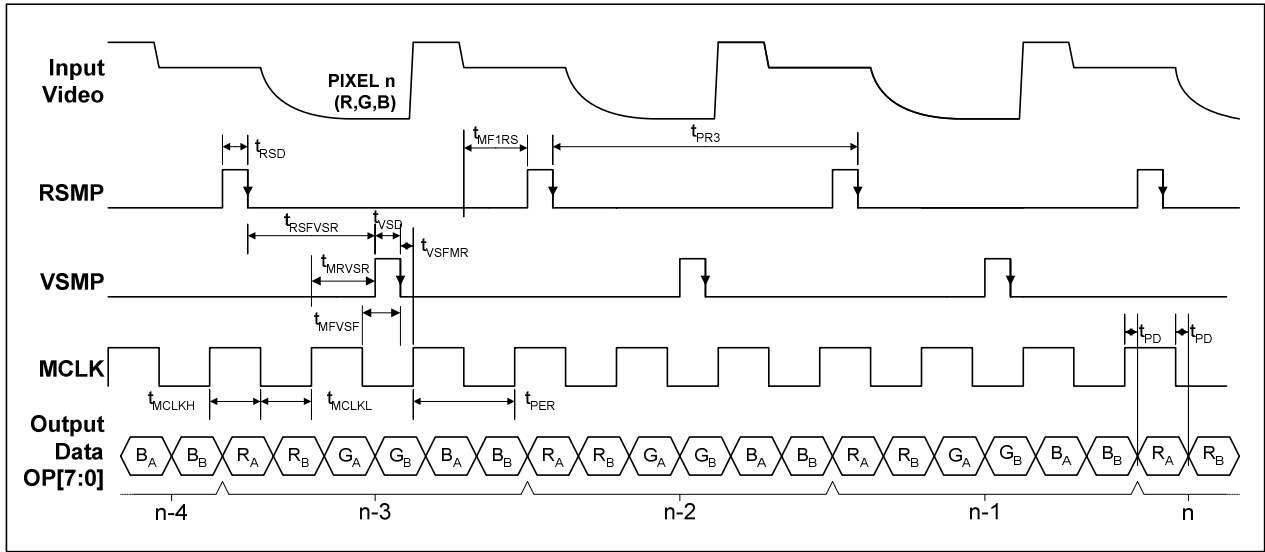 Input
Video
PIXEL n
(R,G,B)
tRSD
tMF1RS
tPR3
RSMP
tRSFVSR
tVSD
tVSFMR
VSMP
tMRVSR
tMFVSF
tPD
tPD
MCLK
tMCLKH
tMCLKL
tPER
Output
Data
OP[7:0]
BA BB RA RB GA GB BA BB RA RB GA GB BA BB RA RB GA GB BA BB RA RB
n-4 n-3 n-2 n-1 n